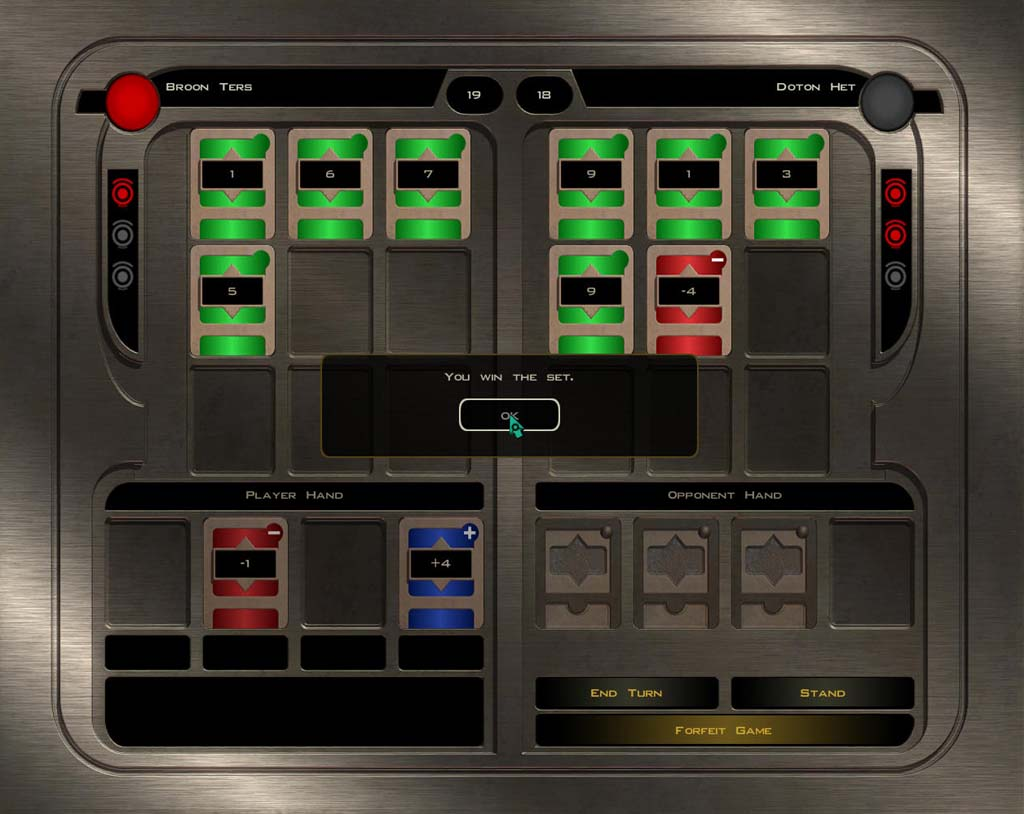 Broon Ters
19
18
Doton Het
1
6
7
9
1
3
5
9
-4
You win the set.
OK
Player Hand
Opponent Hand
-1
+4
End Turn
Stand
Forfeit Game